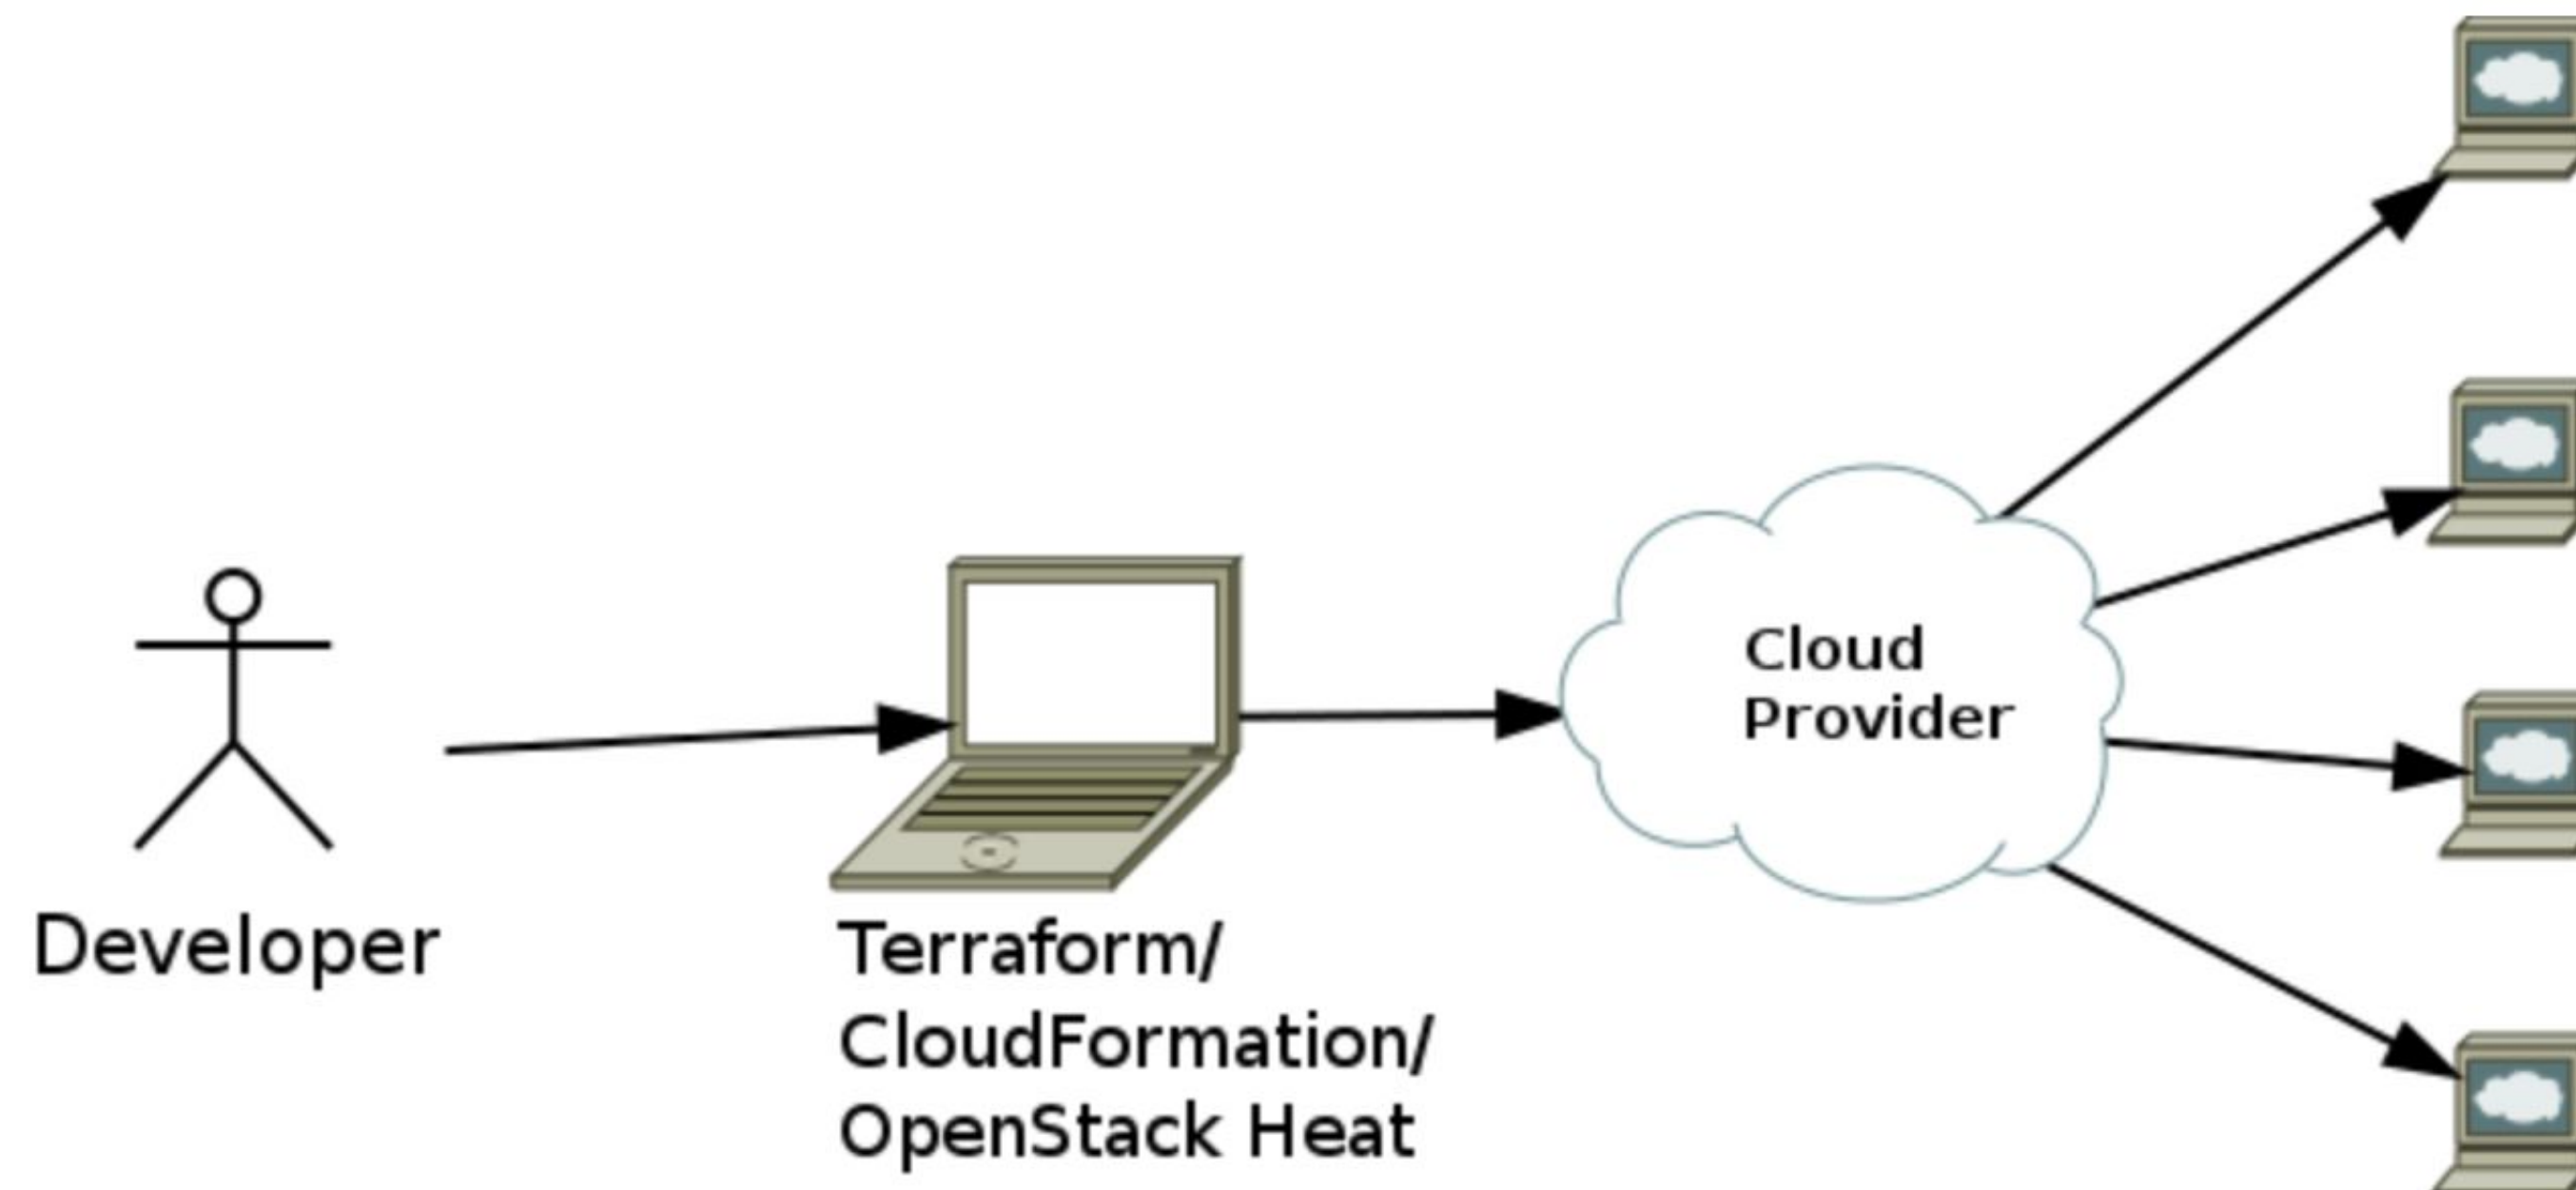 Developer
Terraform/
CloudFormation/
OpenStack Heat
Cloud
Provider